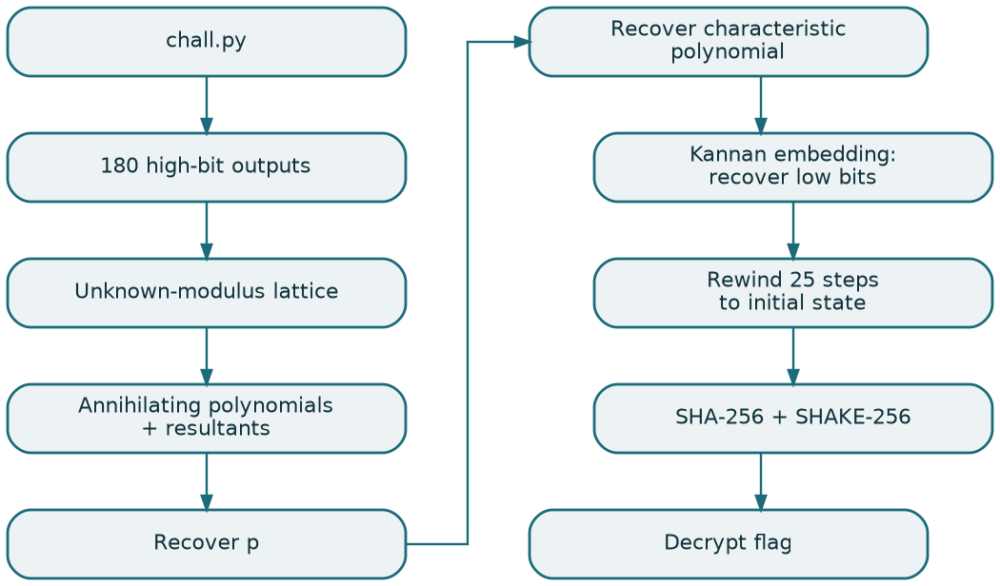 chall.py
180 high-bit outputs
Unknown-modulus lattice
Annihilating polynomials
+ resultants
Recover p
Recover characteristic
polynomial
Kannan embedding:
recover low bits
Rewind 25 steps
to initial state
SHA-256 + SHAKE-256
Decrypt flag